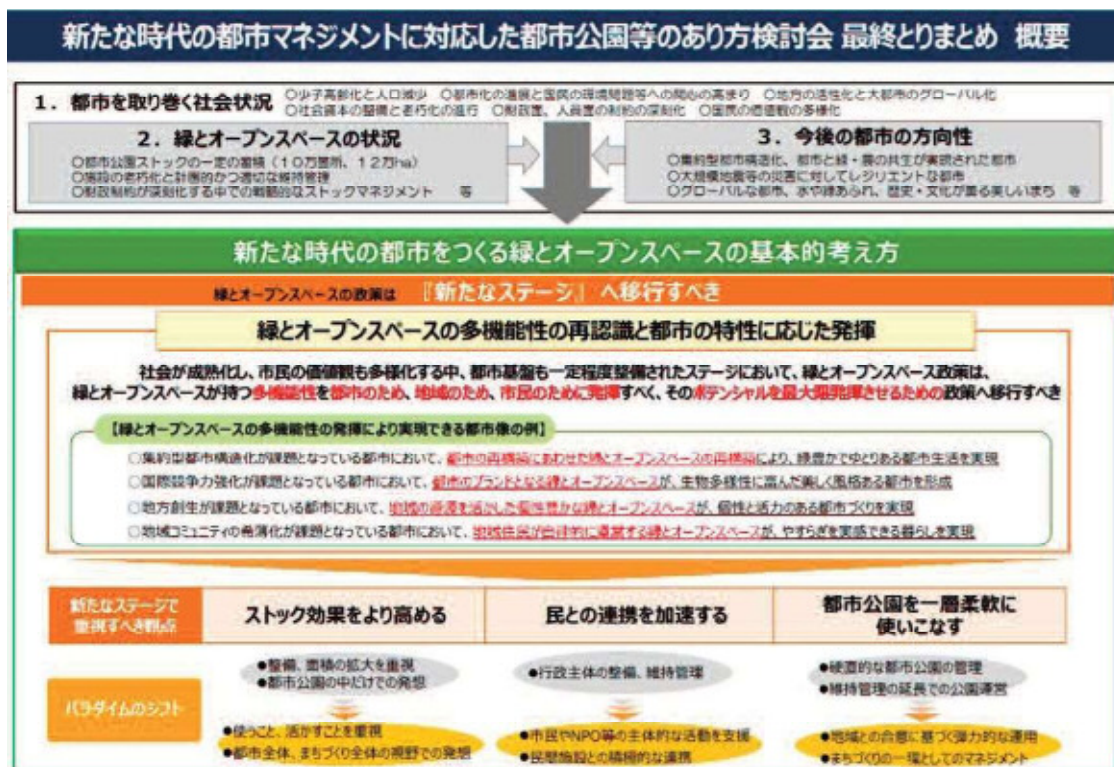 新たな時代の都市マネジメントに対応した都市公園等のあり方検討会 最終とりまとめ 概要
1．都市を取り巻く社会状況
○少子高齢化と人口減少 ○都市化の進展と国民の環境問題等への関心の高まり ○地方の活性化と大都市のグローバル化
○社会資本の整備と老朽化の進行 ○財政面、人員面の制約の深刻化 ○国民の価値観の多様化
2．緑とオープンスペースの状況
○都市公園ストックの一定の蓄積（10万箇所、12万ha）
○施設の老朽化と計画的かつ適切な維持管理
○財政制約が深刻化する中での戦略的なストックマネジメント 等
3．今後の都市の方向性
○集約型都市構造化、都市と緑・農の共生が実現された都市
○大規模地震等の災害に対してレジリエントな都市
○グローバルな都市、水や緑あふれ、歴史・文化が薫る美しいまち 等
新たな時代の都市をつくる緑とオープンスペースの基本的考え方
緑とオープンスペースの政策は 『新たなステージ』 へ移行すべき
緑とオープンスペースの多機能性の再認識と都市の特性に応じた発揮
社会が成熟化し、市民の価値観も多様化する中、都市基盤も一定程度整備されたステージにおいて、緑とオープンスペース政策は、
緑とオープンスペースが持つ多機能性を都市のため、地域のため、市民のために発揮すべく、そのポテンシャルを最大限発揮させるための政策へ移行すべき
【緑とオープンスペースの多機能性の発揮により実現できる都市像の例】
○集約型都市構造化が課題となっている都市において、都市の再構築にあわせた緑とオープンスペースの再構築により、緑豊かでゆとりある都市生活を実現
○国際競争力強化が課題となっている都市において、都市のブランドとなる緑とオープンスペースが、生物多様性に富んだ美しく風格ある都市を形成
○地方創生が課題となっている都市において、地域の資源を活かした個性豊かな緑とオープンスペースが、個性と活力のある都市づくりを実現
○地域コミュニティの希薄化が課題となっている都市において、地域住民が自律的に運営する緑とオープンスペースが、やすらぎを実感できる暮らしを実現
新たなステージで
重視すべき観点
ストック効果をより高める
民との連携を加速する
都市公園を一層柔軟に
使いこなす
パラダイムのシフト
●整備、面積の拡大を重視
●都市公園の中だけでの発想
●使うこと、活かすことを重視
●都市全体、まちづくり全体の視野での発想
●行政主体の整備、維持管理
●市民やNPO等の主体的な活動を支援
●民間施設との積極的な連携
●硬直的な都市公園の管理
●維持管理の延長での公園運営
●地域との合意に基づく弾力的な運用
●まちづくりの一環としてのマネジメント